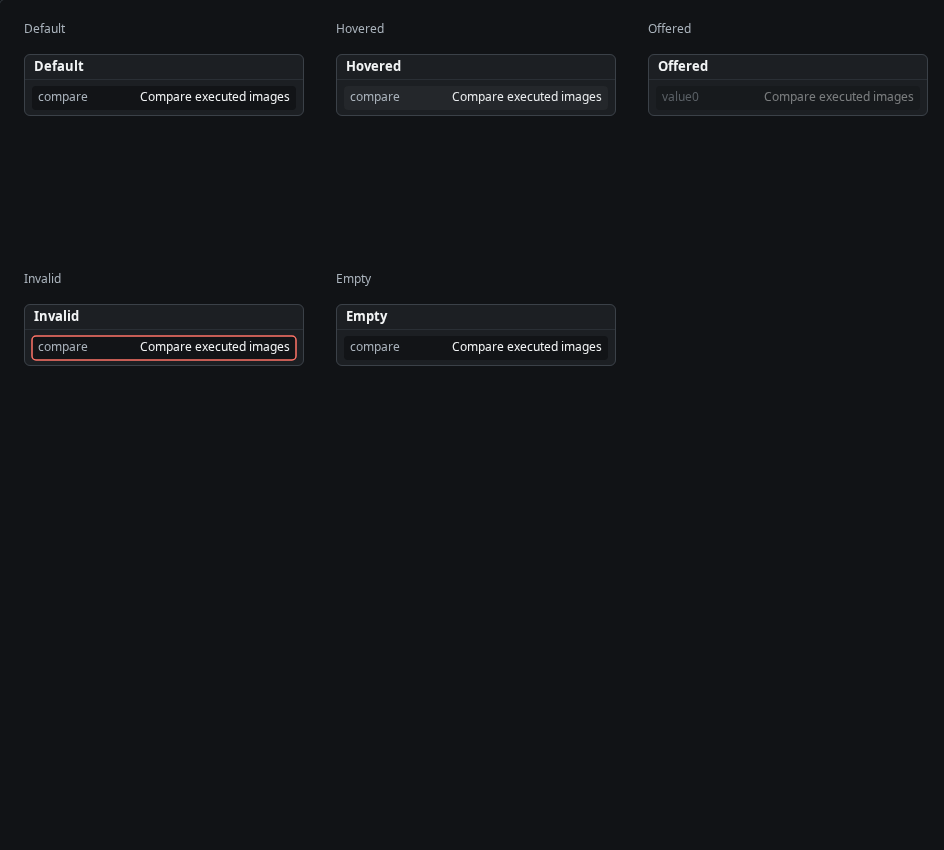 Default
Hovered
Offered
Default
Hovered
Offered
compare Compare executed images
compare Compare executed images
value0 Compare executed images
Invalid
Empty
Invalid
Empty
compare Compare executed images
compare Compare executed images